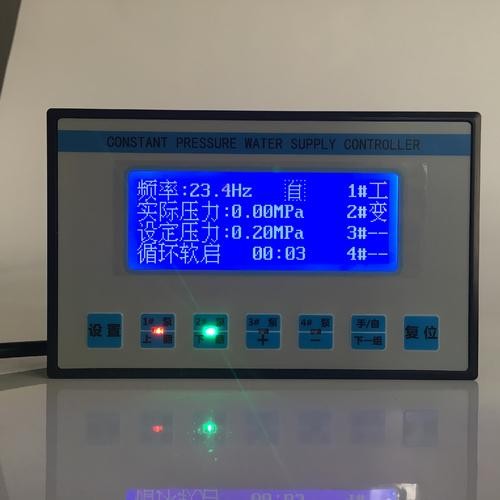 CONSTANT PRESSURE WATER SUPPLY CONTROLLER
频率:23.4Hz 自 1#工
实际压力:0.00MPa 2#变
设定压力:0.20MPa 3#--
循环软启 00:03 4#--
设置 1# 泵 2# 泵 3# 泵 4# 泵 手/自 复位
上 下 + - 下一组